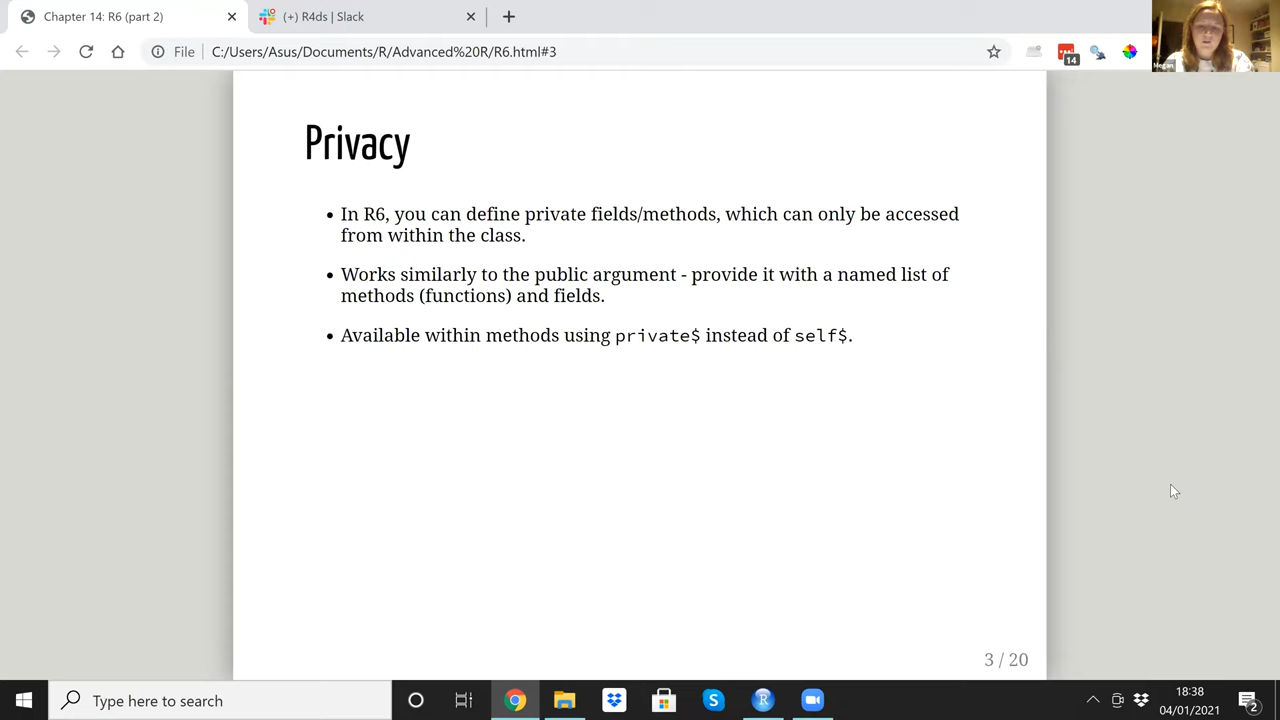 Chapter 14: R6 (part 2)
(+) R4ds | Slack
File
C:/Users/Asus/Documents/R/Advanced%20R/R6.html#3
14
Megan
Privacy
• In R6, you can define private fields/methods, which can only be accessed
from within the class.
• Works similarly to the public argument - provide it with a named list of
methods (functions) and fields.
• Available within methods using private$ instead of self$.
3 / 20
Type here to search
18:38
04/01/2021
2